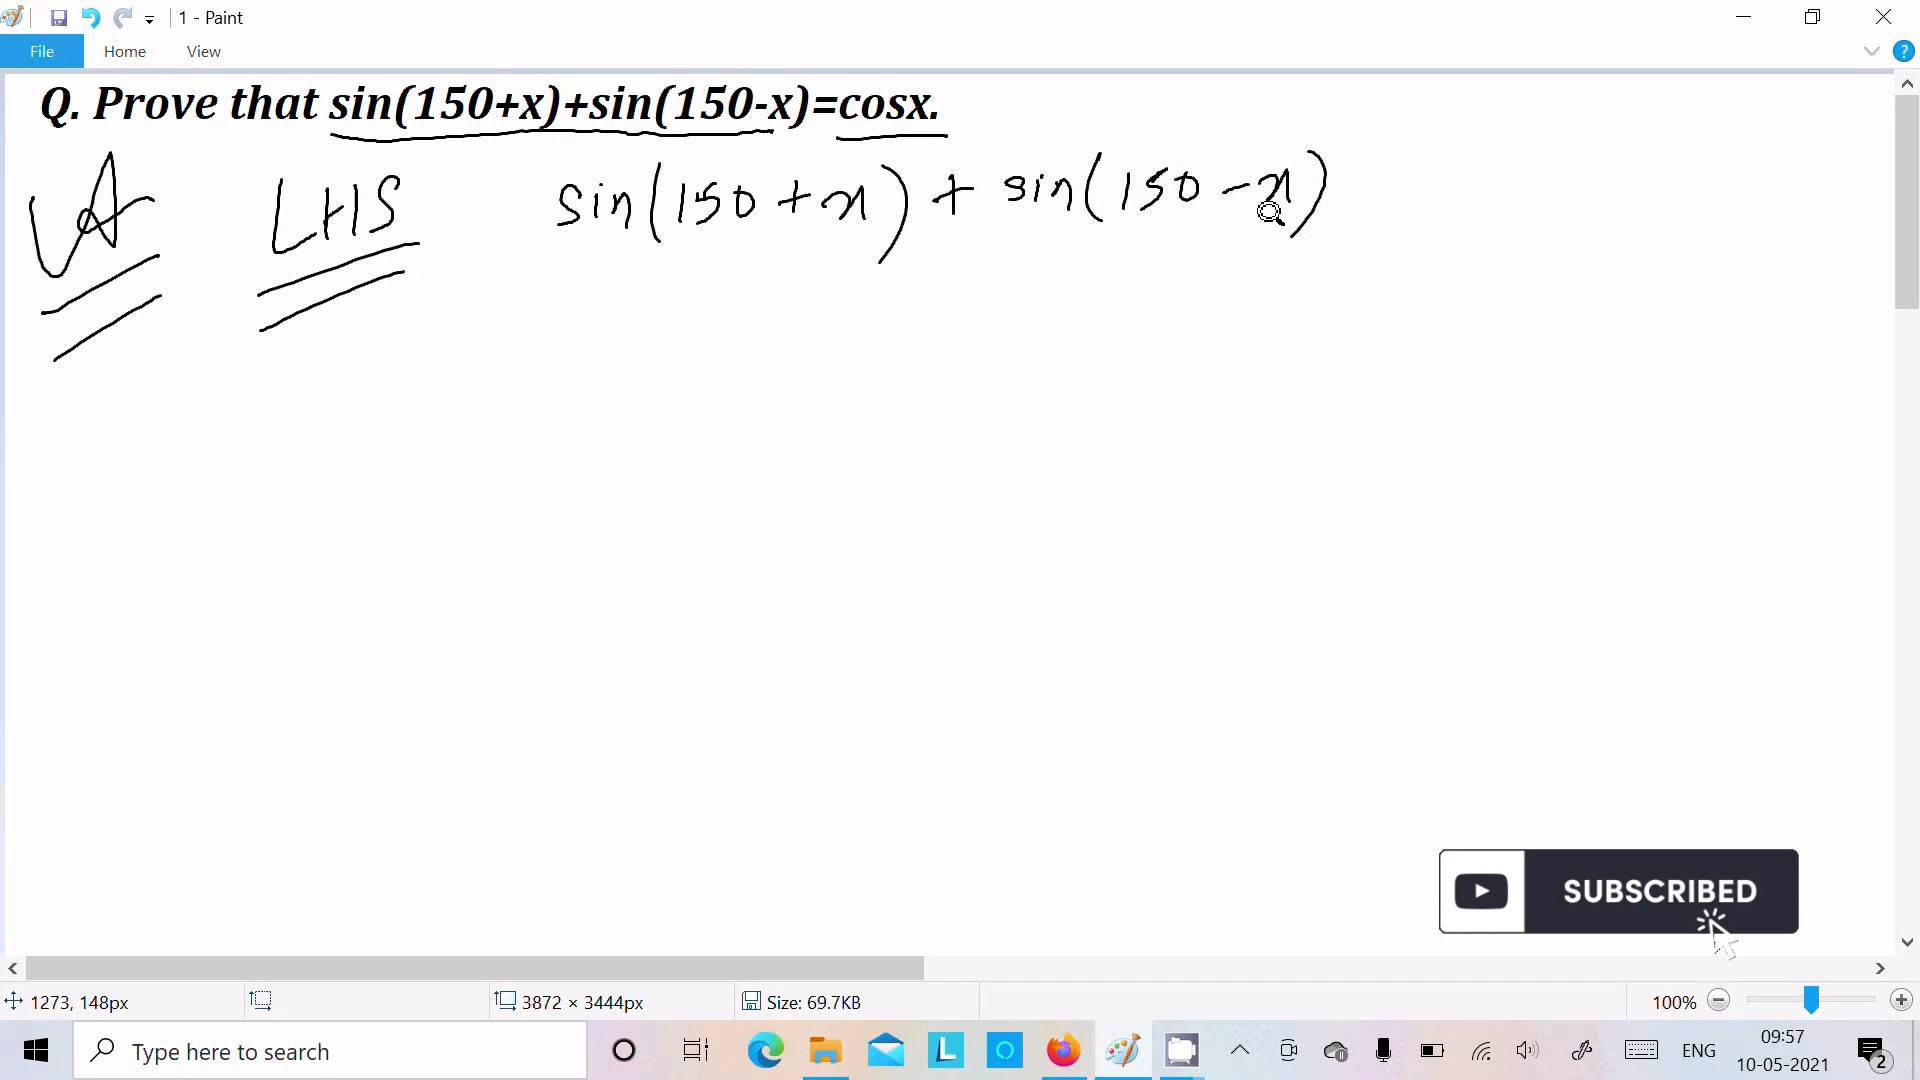 1 - Paint
File Home View
Q. Prove that sin(150+x)+sin(150-x)=cosx.
A LHS sin(150+x)+sin(150-x)
SUBSCRIBED
1273, 148px 3872 × 3444px Size: 69.7KB 100%
Type here to search
L
ENG
09:57
10-05-2021
2